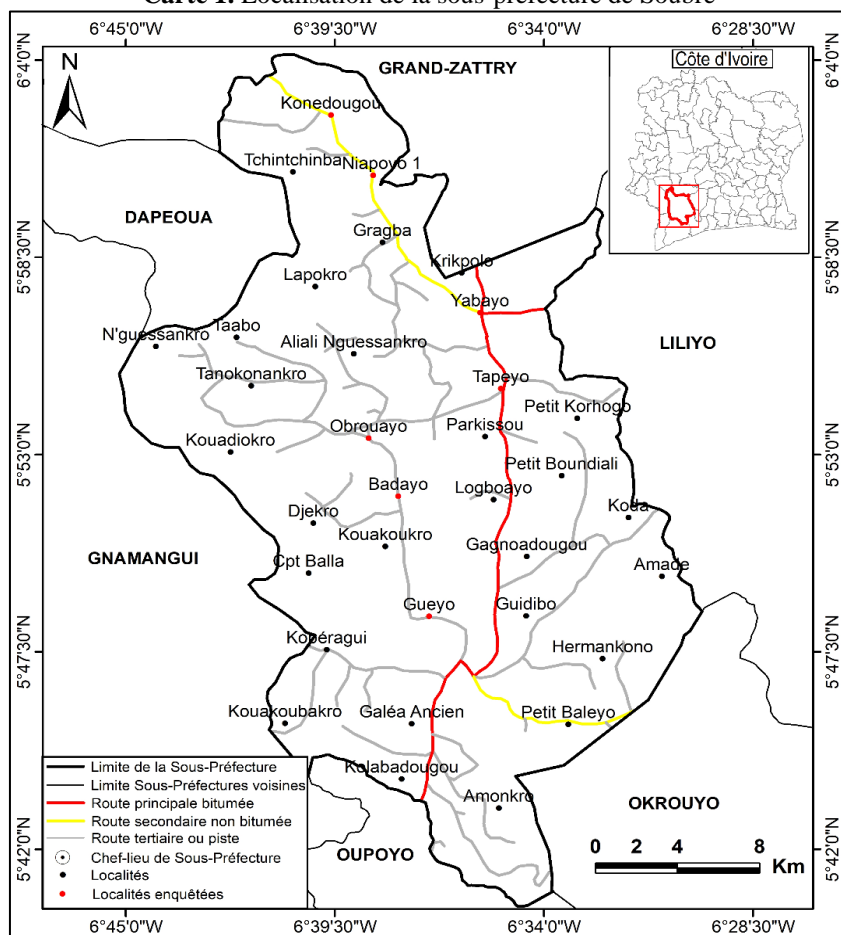 Carte 1. Localisation de la sous-préfecture de Soubré
6°45'0"W 6°39'30"W 6°34'0"W 6°28'30"W
6°4'0"N
6°4'0"N
N
GRAND-ZATTRY
Côte d'Ivoire
Konedougou
Tchintchinba
Niapoyo 1
DAPEOUA
Gragba
5°58'30"N
5°58'30"N
Krikpolo
Lapokro
Yabayo
N'guessankro
Taabo
Aliali Nguessankro
LILIYO
Tanokonankro
Tapeyo
Petit Korhogo
Obrouayo
Parkissou
Kouadiokro
5°53'0"N
5°53'0"N
Petit Boundiali
Badayo
Logboayo
Djekro
Koda
Kouakoukro
Gagnoadougou
GNAMANGUI
Cpt Balla
Amade
Gueyo
Guidibo
Kopéragui
5°47'30"N
5°47'30"N
Hermankono
Kouakoubakro
Galéa Ancien
Petit Baleyo
Kolabadougou
Amonkro
OKROUYO
OUPOYO
5°42'0"N
5°42'0"N
Limite de la Sous-Préfecture
Limite Sous-Préfectures voisines
Route principale bitumée
Route secondaire non bitumée
Route tertiaire ou piste
Chef-lieu de Sous-Préfecture
Localités
Localités enquêtées
0 2 4 8
Km
6°45'0"W 6°39'30"W 6°34'0"W 6°28'30"W